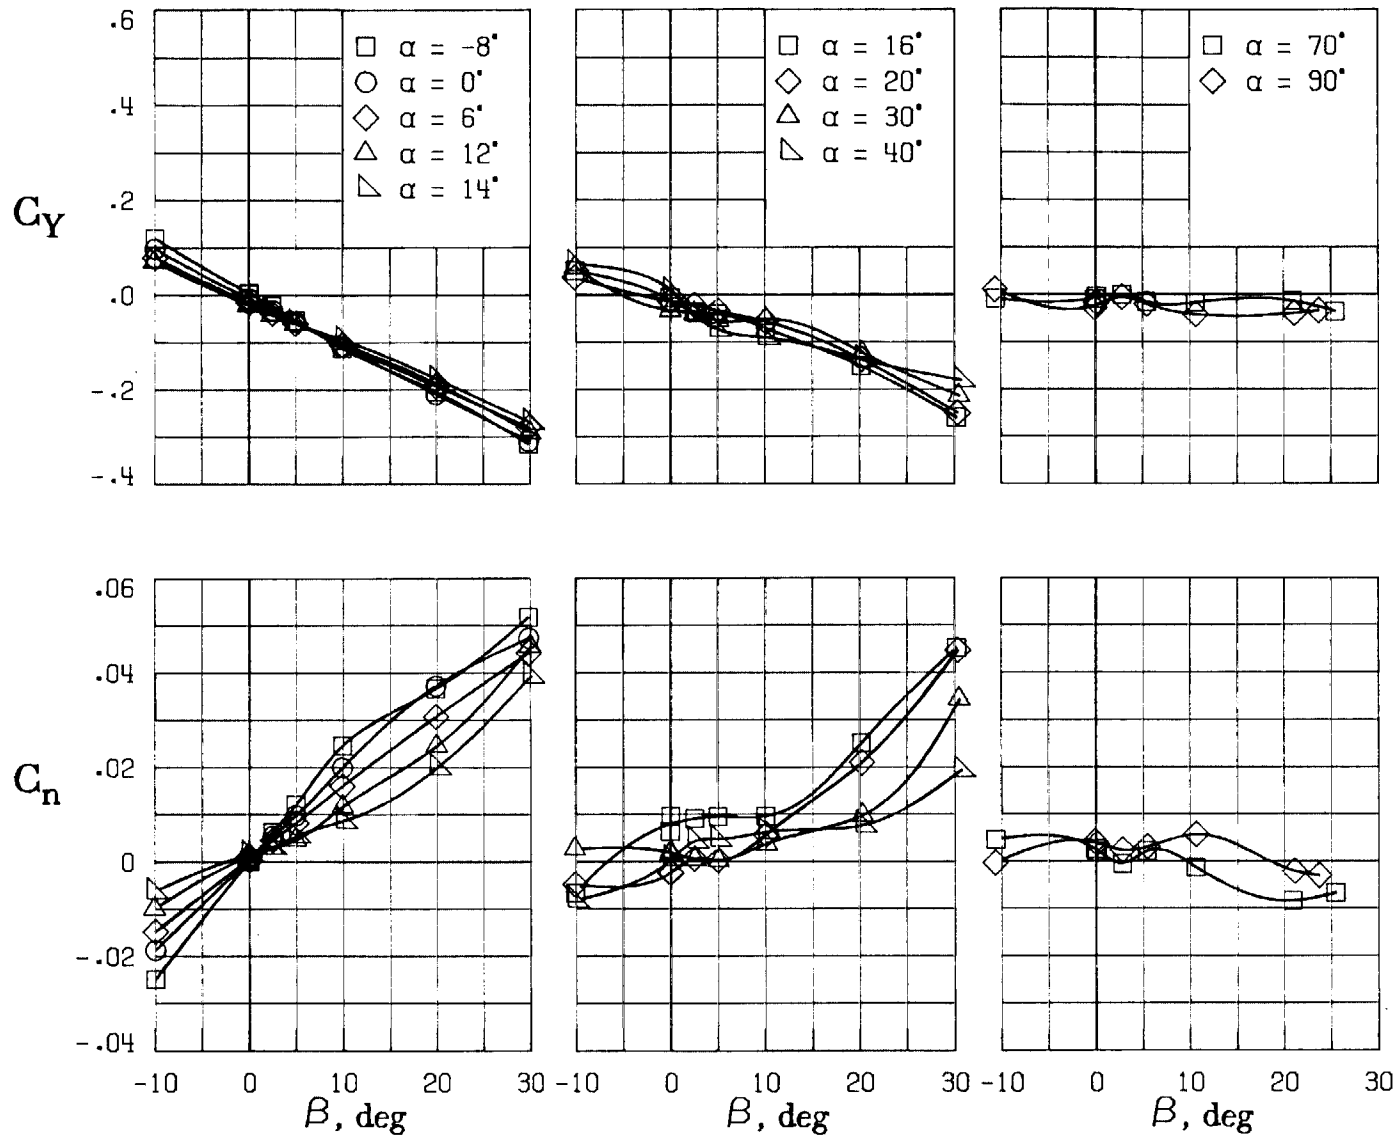 .6
.4
.2
.0
-.2
-.4
C_Y
□ α = -8°
○ α = 0°
◇ α = 6°
△ α = 12°
◺ α = 14°
□ α = 16°
◇ α = 20°
△ α = 30°
◺ α = 40°
□ α = 70°
◇ α = 90°
.06
.04
.02
0
-.02
-.04
C_n
-10 0 10 20 30
β, deg
-10 0 10 20 30
β, deg
-10 0 10 20 30
β, deg